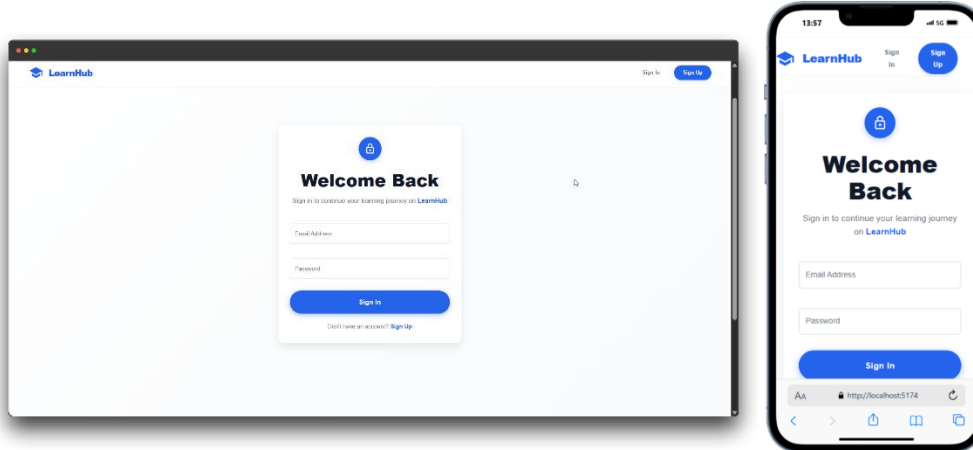 LearnHub
Sign In
Sign Up
Welcome Back
Sign in to continue your learning journey on LearnHub
Email Address
Password
Sign In
Don't have an account? Sign Up
13:57
5G
LearnHub
Sign
In
Sign
Up
Welcome
Back
Sign in to continue your learning journey
on LearnHub
Email Address
Password
Sign In
AA
http://localhost:5174